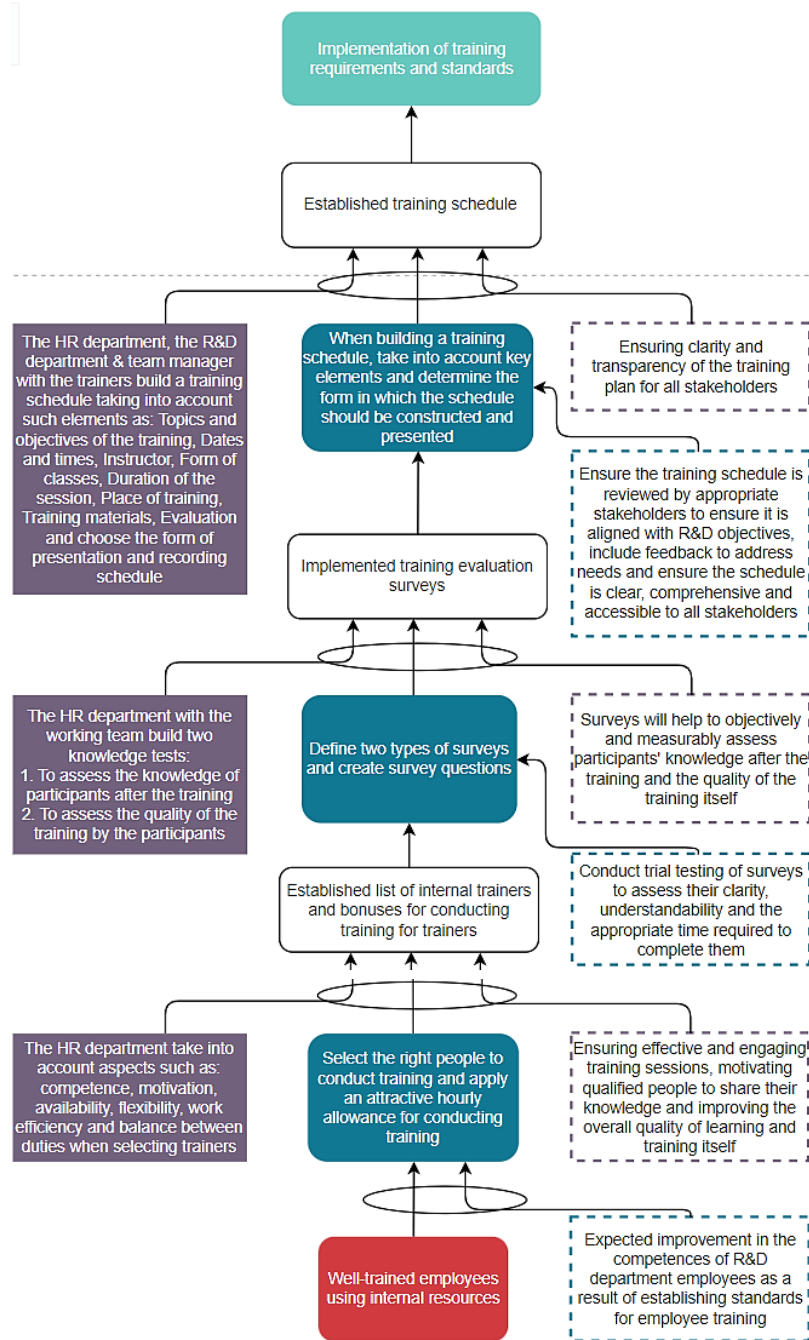 Implementation of training
requirements and standards
Established training schedule
The HR department, the R&D
department & team manager
with the trainers build a training
schedule taking into account
such elements as: Topics and
objectives of the training, Dates
and times, Instructor, Form of
classes, Duration of the
session, Place of training,
Training materials, Evaluation
and choose the form of
presentation and recording
schedule
When building a training
schedule, take into account key
elements and determine the
form in which the schedule
should be constructed and
presented
Ensuring clarity and
transparency of the training
plan for all stakeholders
Ensure the training schedule is
reviewed by appropriate
stakeholders to ensure it is
aligned with R&D objectives,
include feedback to address
needs and ensure the schedule
is clear, comprehensive and
accessible to all stakeholders
Implemented training evaluation
surveys
The HR department with the
working team build two
knowledge tests:
1. To assess the knowledge of
participants after the training
2. To assess the quality of the
training by the participants
Define two types of surveys
and create survey questions
Surveys will help to objectively
and measurably assess
participants' knowledge after the
training and the quality of the
training itself
Conduct trial testing of surveys
to assess their clarity,
understandability and the
appropriate time required to
complete them
Established list of internal trainers
and bonuses for conducting
training for trainers
The HR department take into
account aspects such as:
competence, motivation,
availability, flexibility, work
efficiency and balance between
duties when selecting trainers
Select the right people to
conduct training and apply
an attractive hourly
allowance for conducting
training
Ensuring effective and engaging
training sessions, motivating
qualified people to share their
knowledge and improving the
overall quality of learning and
training itself
Well-trained employees
using internal resources
Expected improvement in the
competences of R&D
department employees as a
result of establishing standards
for employee training